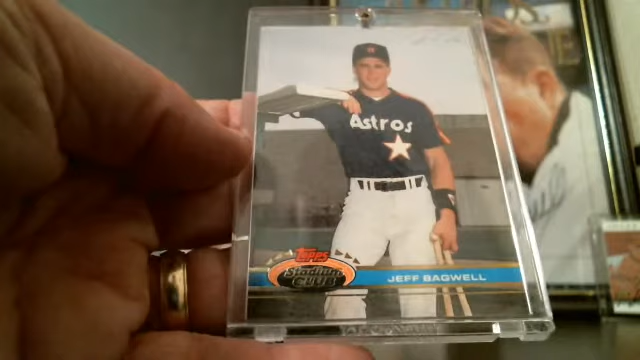 Astros
Topps
Stadium
CLUB
JEFF BAGWELL